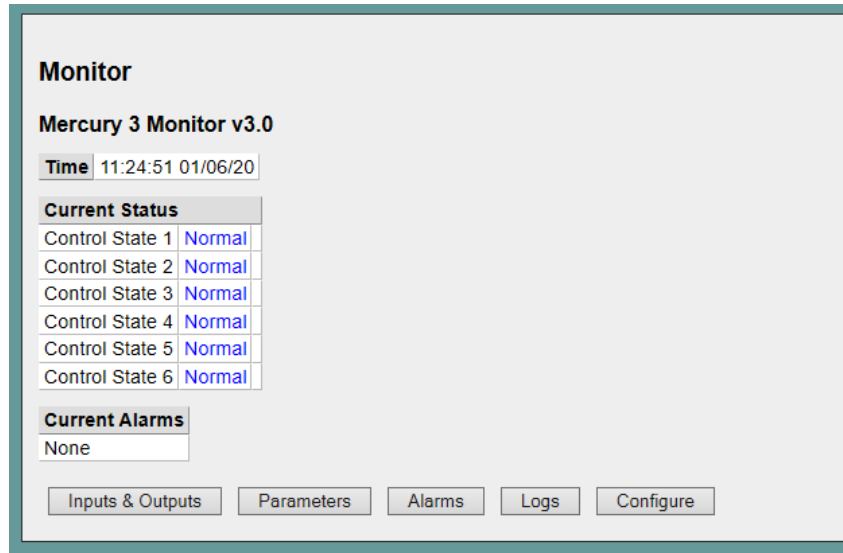 Monitor
Mercury 3 Monitor v3.0
Time 11:24:51 01/06/20
Current Status
Control State 1 Normal
Control State 2 Normal
Control State 3 Normal
Control State 4 Normal
Control State 5 Normal
Control State 6 Normal
Current Alarms
None
Inputs & Outputs Parameters Alarms Logs Configure